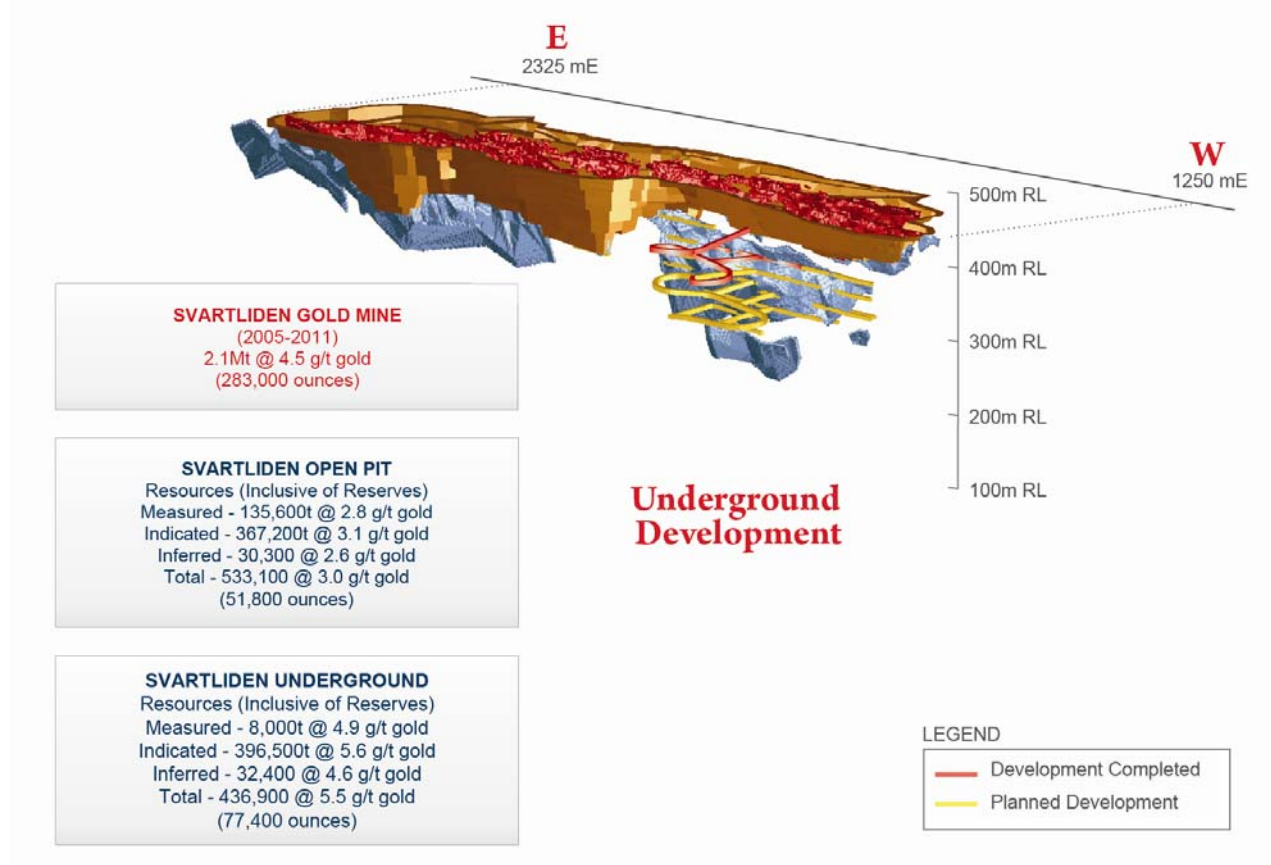 E
2325 mE
W
1250 mE
500m RL
400m RL
300m RL
200m RL
100m RL
SVARTLIDEN GOLD MINE
(2005-2011)
2.1Mt @ 4.5 g/t gold
(283,000 ounces)
SVARTLIDEN OPEN PIT
Resources (Inclusive of Reserves)
Measured - 135,600t @ 2.8 g/t gold
Indicated - 367,200t @ 3.1 g/t gold
Inferred - 30,300 @ 2.6 g/t gold
Total - 533,100 @ 3.0 g/t gold
(51,800 ounces)
Underground
Development
SVARTLIDEN UNDERGROUND
Resources (Inclusive of Reserves)
Measured - 8,000t @ 4.9 g/t gold
Indicated - 396,500t @ 5.6 g/t gold
Inferred - 32,400 @ 4.6 g/t gold
Total - 436,900 @ 5.5 g/t gold
(77,400 ounces)
LEGEND
Development Completed
Planned Development